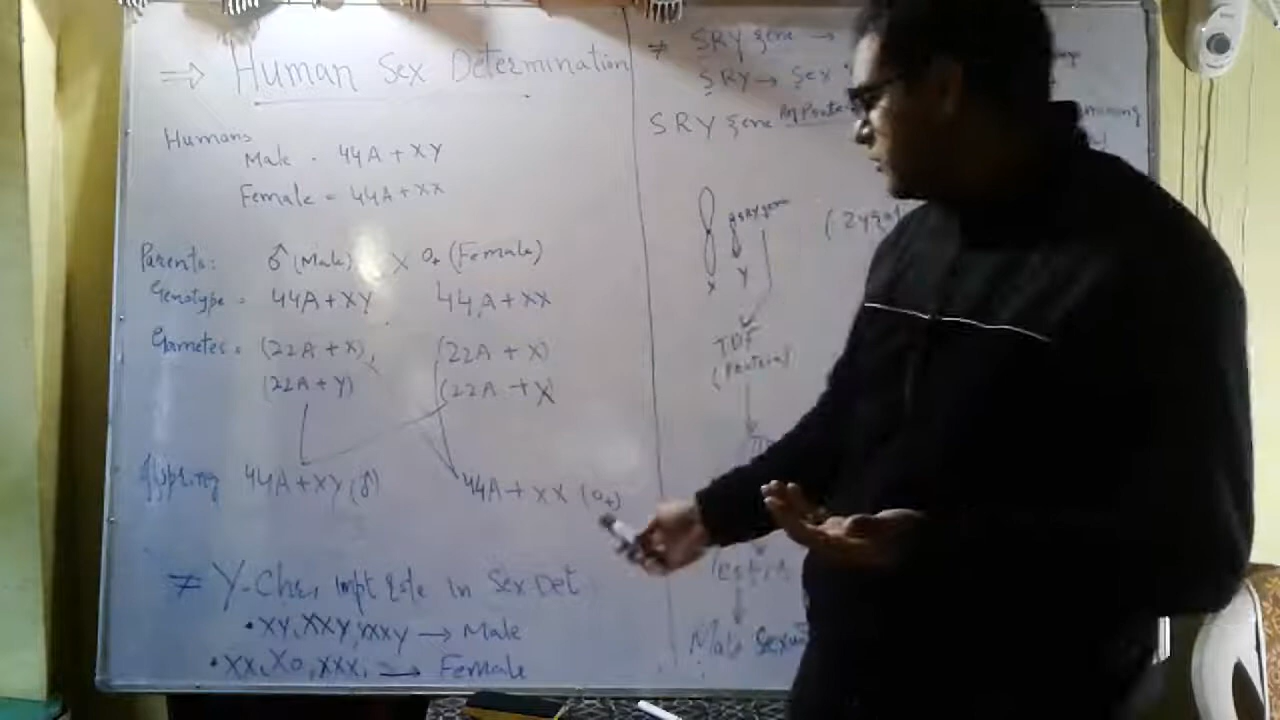 ⇒ Human Sex Determination
Humans
Male - 44A + XY
Female = 44A + XX
Parents: ♂ (Male) X ♀ (Female)
Genotype = 44A + XY 44A + XX
Gametes = (22A + X), (22A + X)
(22A + Y) (22A + X)
offspring 44A + XY (♂) 44A + XX (♀)
≠ Y-Chr, impt role in Sex Det
• XY, XXY, XXXY → Male
• XX, XO, XXX, → Female
≠ SRY gene →
SRY → Sex
SRY gene
SRY gene
X Y
TDF
(Protein)
Male Sexu